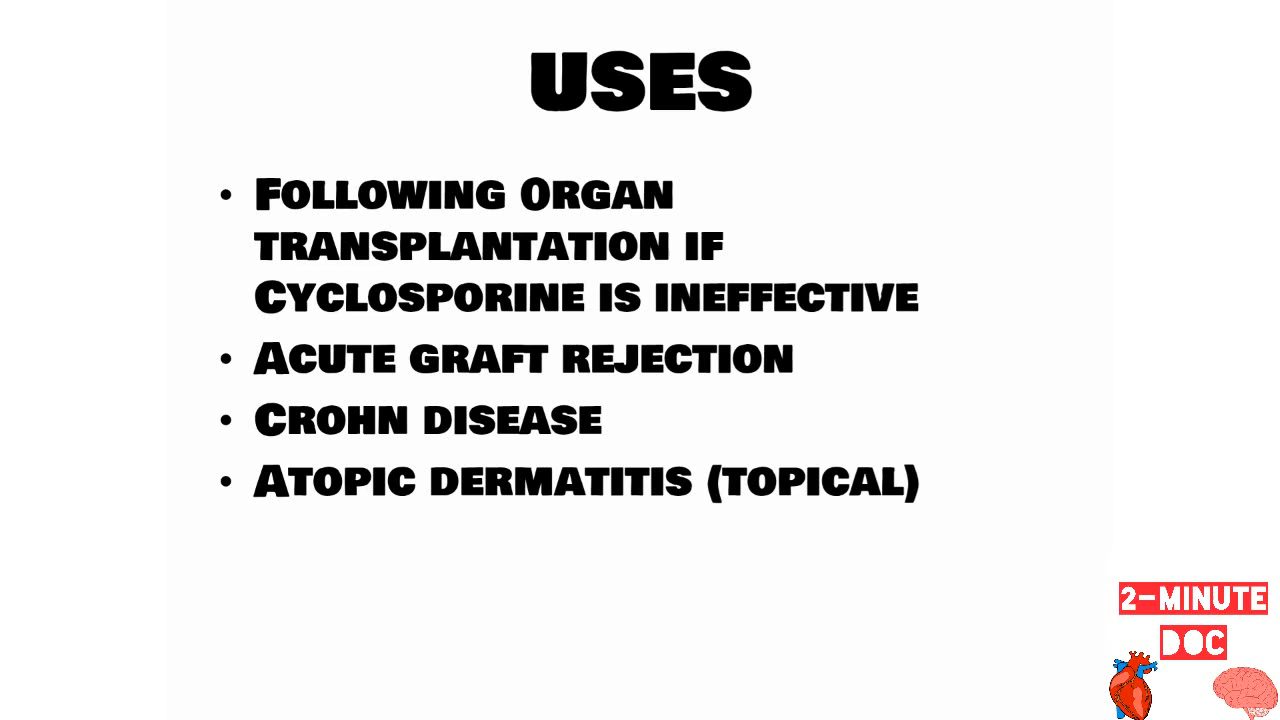 USES
• Following Organ
transplantation if
Cyclosporine is ineffective
• Acute graft rejection
• Crohn disease
• Atopic dermatitis (topical)
2-MINUTE
DOC